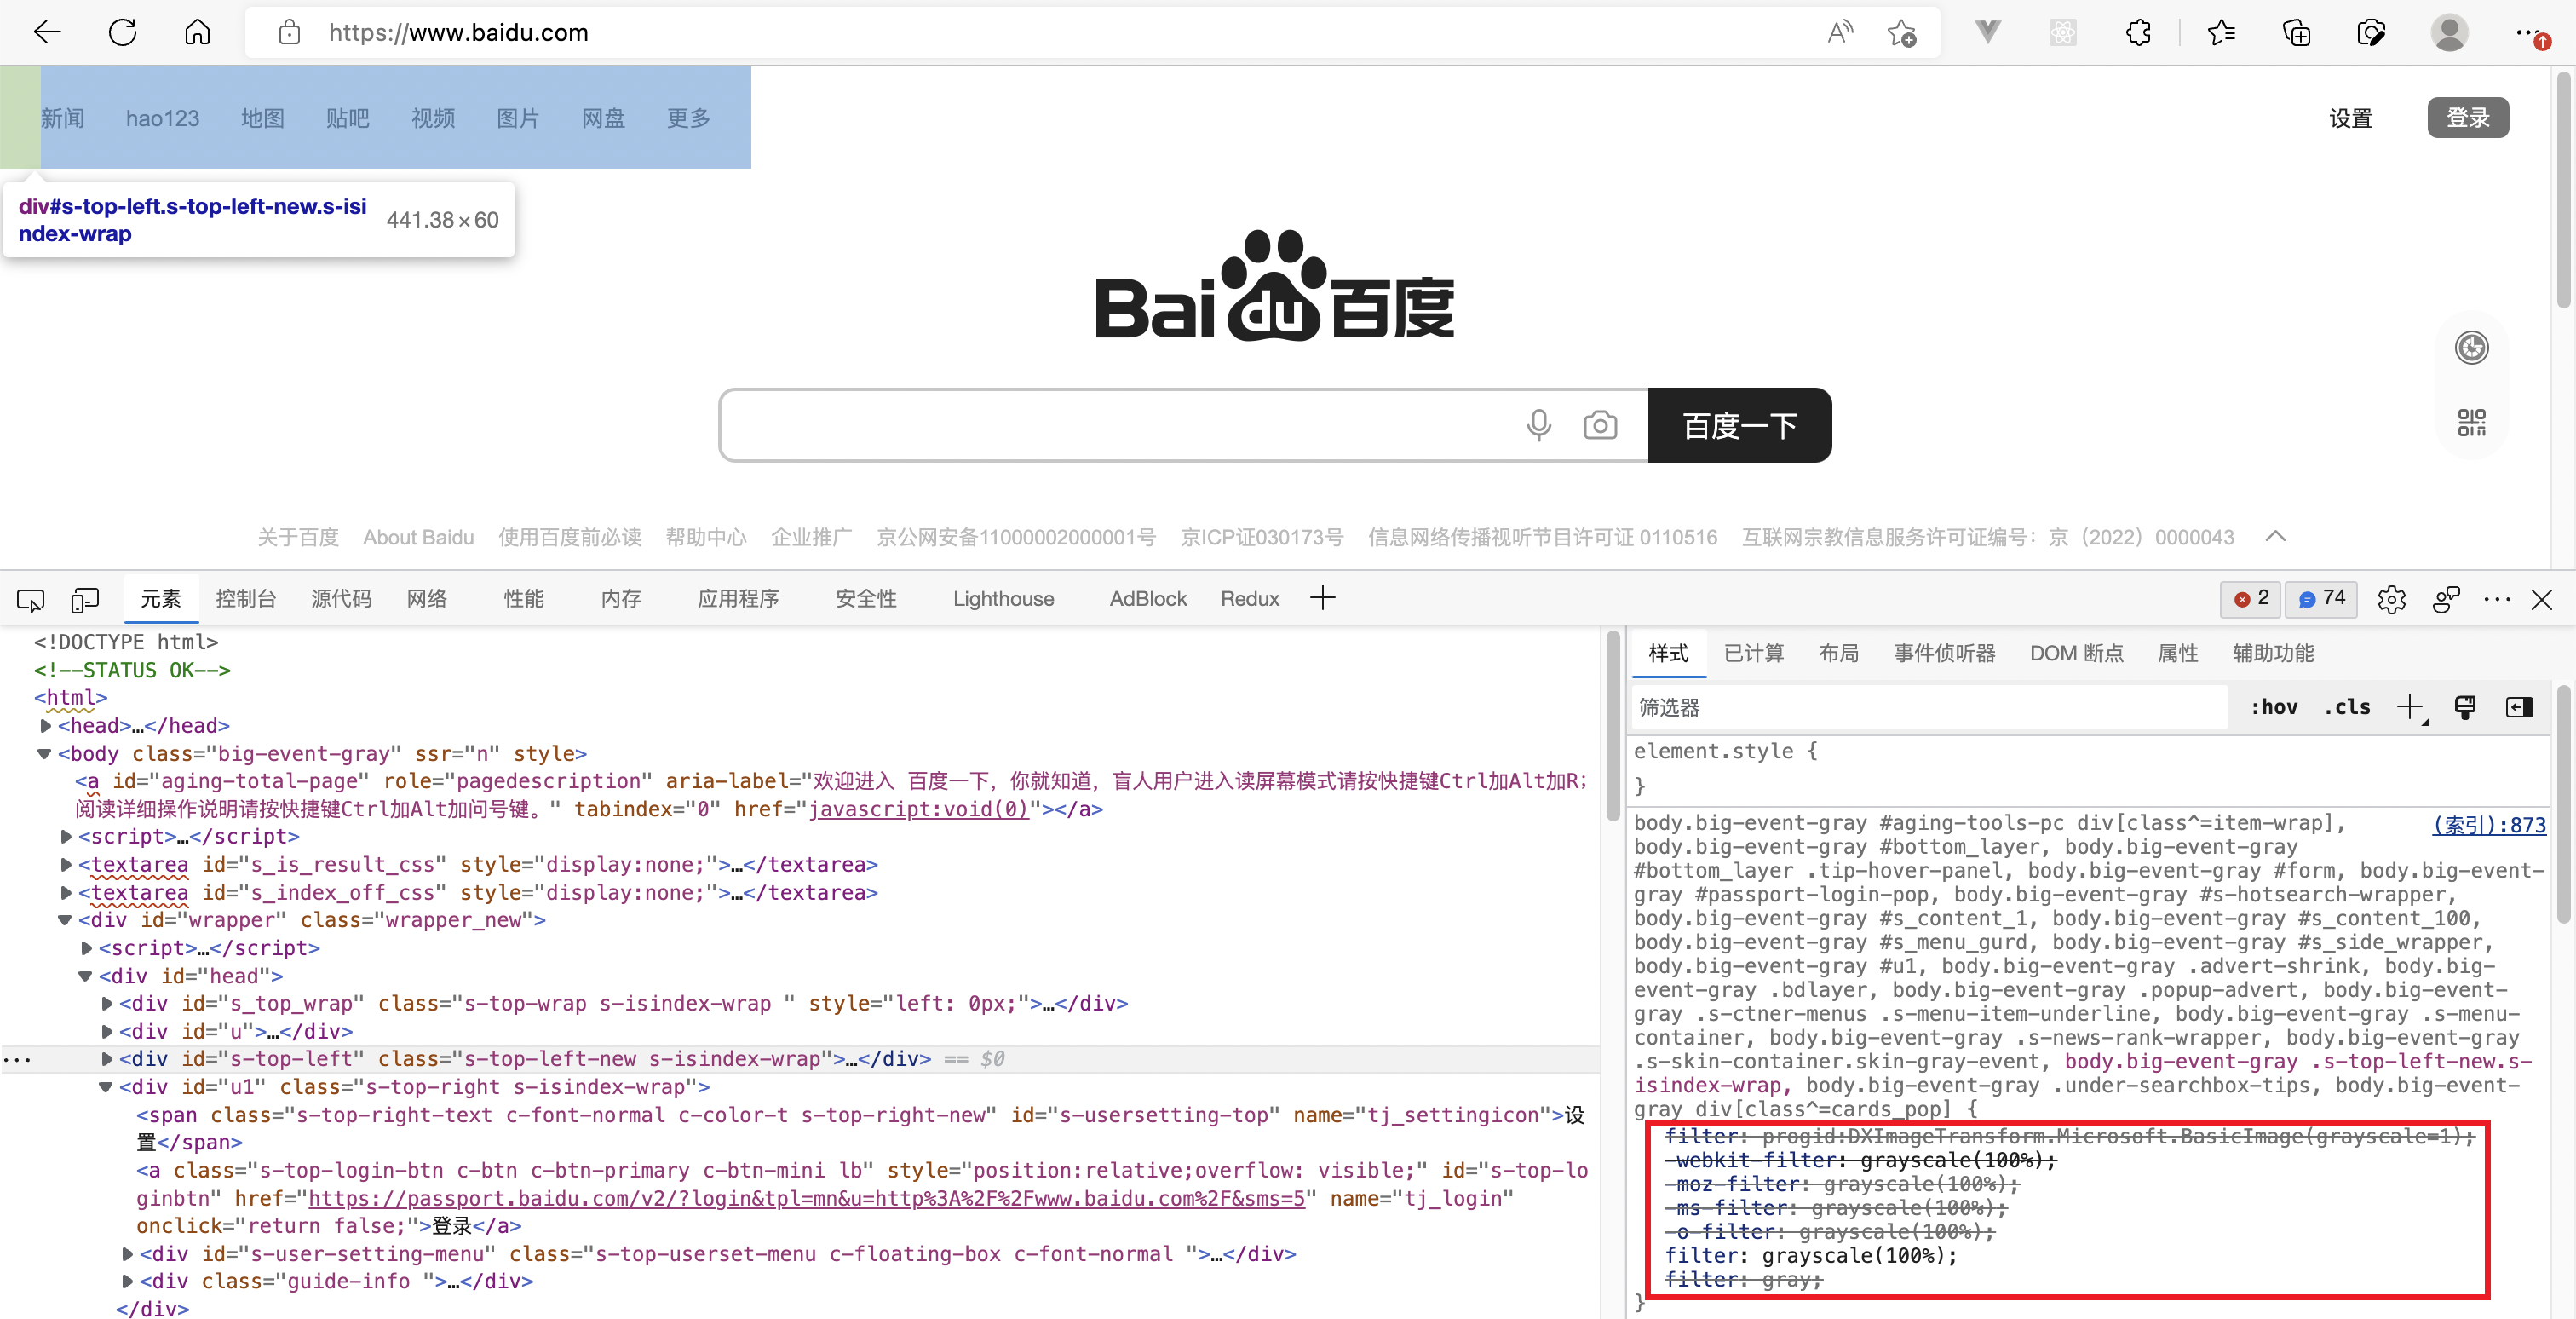 https://www.baidu.com
新闻 hao123 地图 贴吧 视频 图片 网盘 更多 设置 登录
div#s-top-left.s-top-left-new.s-isi
ndex-wrap 441.38×60
Bai du 百度
百度一下
关于百度 About Baidu 使用百度前必读 帮助中心 企业推广 京公网安备11000002000001号 京ICP证030173号 信息网络传播视听节目许可证 0110516 互联网宗教信息服务许可证编号：京（2022）0000043
元素 控制台 源代码 网络 性能 内存 应用程序 安全性 Lighthouse AdBlock Redux 2 74
<!DOCTYPE html>
<!--STATUS OK-->
<html>
<head>…</head>
<body class="big-event-gray" ssr="n" style>
<a id="aging-total-page" role="pagedescription" aria-label="欢迎进入 百度一下，你就知道，盲人用户进入读屏幕模式请按快捷键Ctrl加Alt加R；
阅读详细操作说明请按快捷键Ctrl加Alt加问号键。" tabindex="0" href="javascript:void(0)"></a>
<script>…</script>
<textarea id="s_is_result_css" style="display:none;">…</textarea>
<textarea id="s_index_off_css" style="display:none;">…</textarea>
<div id="wrapper" class="wrapper_new">
<script>…</script>
<div id="head">
<div id="s_top_wrap" class="s-top-wrap s-isindex-wrap " style="left: 0px;">…</div>
<div id="u">…</div>
<div id="s-top-left" class="s-top-left-new s-isindex-wrap">…</div> == $0
<div id="u1" class="s-top-right s-isindex-wrap">
<span class="s-top-right-text c-font-normal c-color-t s-top-right-new" id="s-usersetting-top" name="tj_settingicon">设
置</span>
<a class="s-top-login-btn c-btn c-btn-primary c-btn-mini lb" style="position:relative;overflow: visible;" id="s-top-lo
ginbtn" href="https://passport.baidu.com/v2/?login&tpl=mn&u=http%3A%2F%2Fwww.baidu.com%2F&sms=5" name="tj_login"
onclick="return false;">登录</a>
<div id="s-user-setting-menu" class="s-top-userset-menu c-floating-box c-font-normal ">…</div>
<div class="guide-info ">…</div>
</div>
样式 已计算 布局 事件侦听器 DOM 断点 属性 辅助功能
筛选器 :hov .cls
element.style {
}
body.big-event-gray #aging-tools-pc div[class^=item-wrap], (索引):873
body.big-event-gray #bottom_layer, body.big-event-gray
#bottom_layer .tip-hover-panel, body.big-event-gray #form, body.big-event-
gray #passport-login-pop, body.big-event-gray #s-hotsearch-wrapper,
body.big-event-gray #s_content_1, body.big-event-gray #s_content_100,
body.big-event-gray #s_menu_gurd, body.big-event-gray #s_side_wrapper,
body.big-event-gray #u1, body.big-event-gray .advert-shrink, body.big-
event-gray .bdlayer, body.big-event-gray .popup-advert, body.big-event-
gray .s-ctner-menus .s-menu-item-underline, body.big-event-gray .s-menu-
container, body.big-event-gray .s-news-rank-wrapper, body.big-event-gray
.s-skin-container.skin-gray-event, body.big-event-gray .s-top-left-new.s-
isindex-wrap, body.big-event-gray .under-searchbox-tips, body.big-event-
gray div[class^=cards_pop] {
filter: progid:DXImageTransform.Microsoft.BasicImage(grayscale=1);
-webkit-filter: grayscale(100%);
-moz-filter: grayscale(100%);
-ms-filter: grayscale(100%);
-o-filter: grayscale(100%);
filter: grayscale(100%);
filter: gray;
}